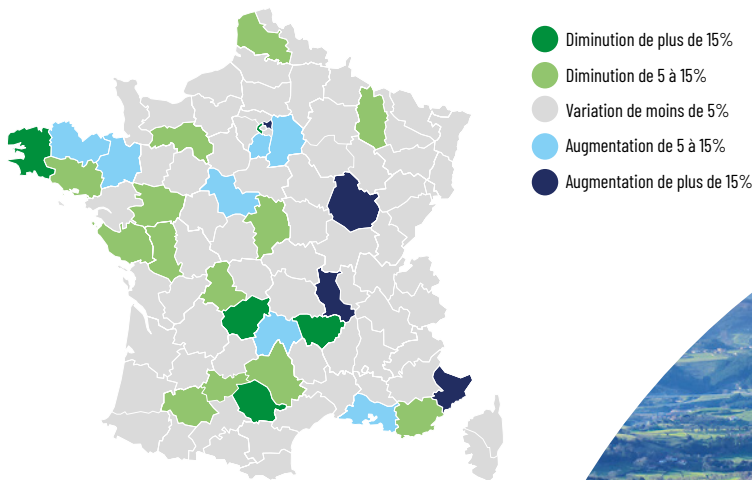 Diminution de plus de 15%
Diminution de 5 à 15%
Variation de moins de 5%
Augmentation de 5 à 15%
Augmentation de plus de 15%